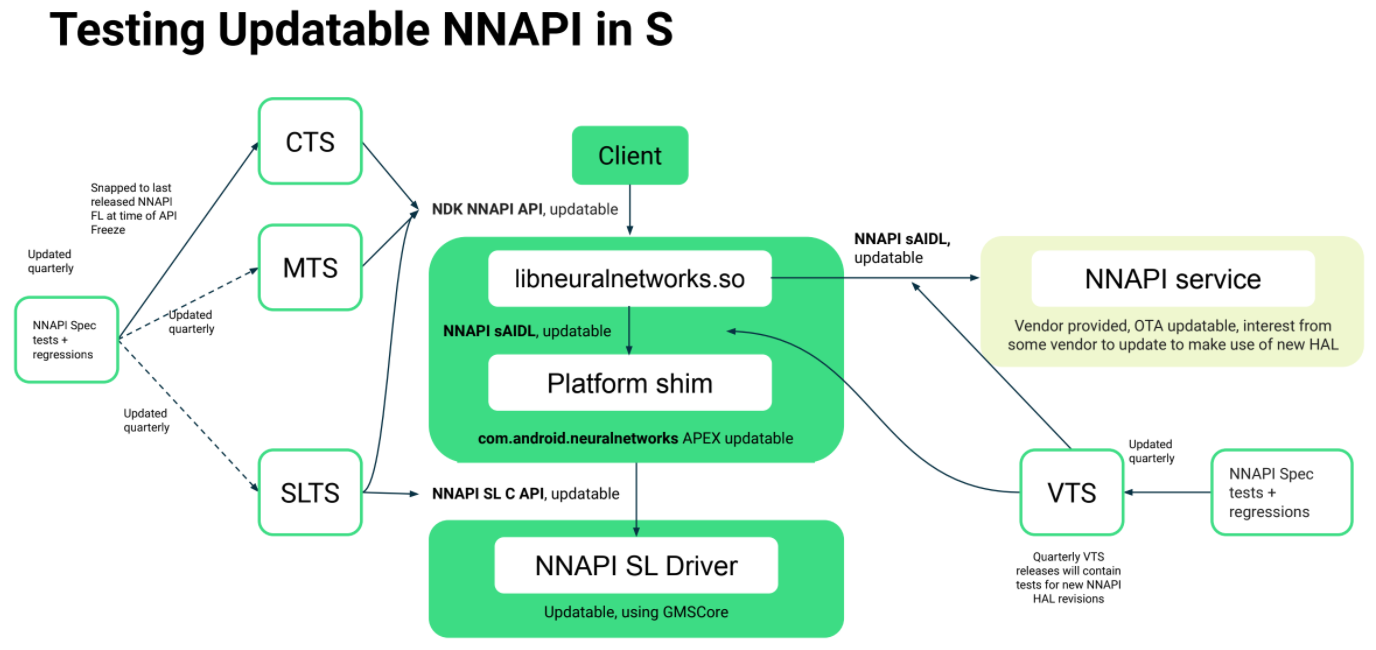 Testing Updatable NNAPI in S
CTS
Client
Snapped to last
released NNAPI
FL at time of API
Freeze
NDK NNAPI API, updatable
Updated
quarterly
MTS
NNAPI sAIDL,
updatable
libneuralnetworks.so
NNAPI service
Updated
quarterly
NNAPI Spec
tests +
regressions
NNAPI sAIDL, updatable
Vendor provided, OTA updatable, interest from
some vendor to update to make use of new HAL
Platform shim
Updated
quarterly
com.android.neuralnetworks APEX updatable
SLTS
NNAPI SL C API, updatable
VTS
Updated
quarterly
NNAPI Spec
tests +
regressions
NNAPI SL Driver
Updatable, using GMSCore
Quarterly VTS
releases will contain
tests for new NNAPI
HAL revisions